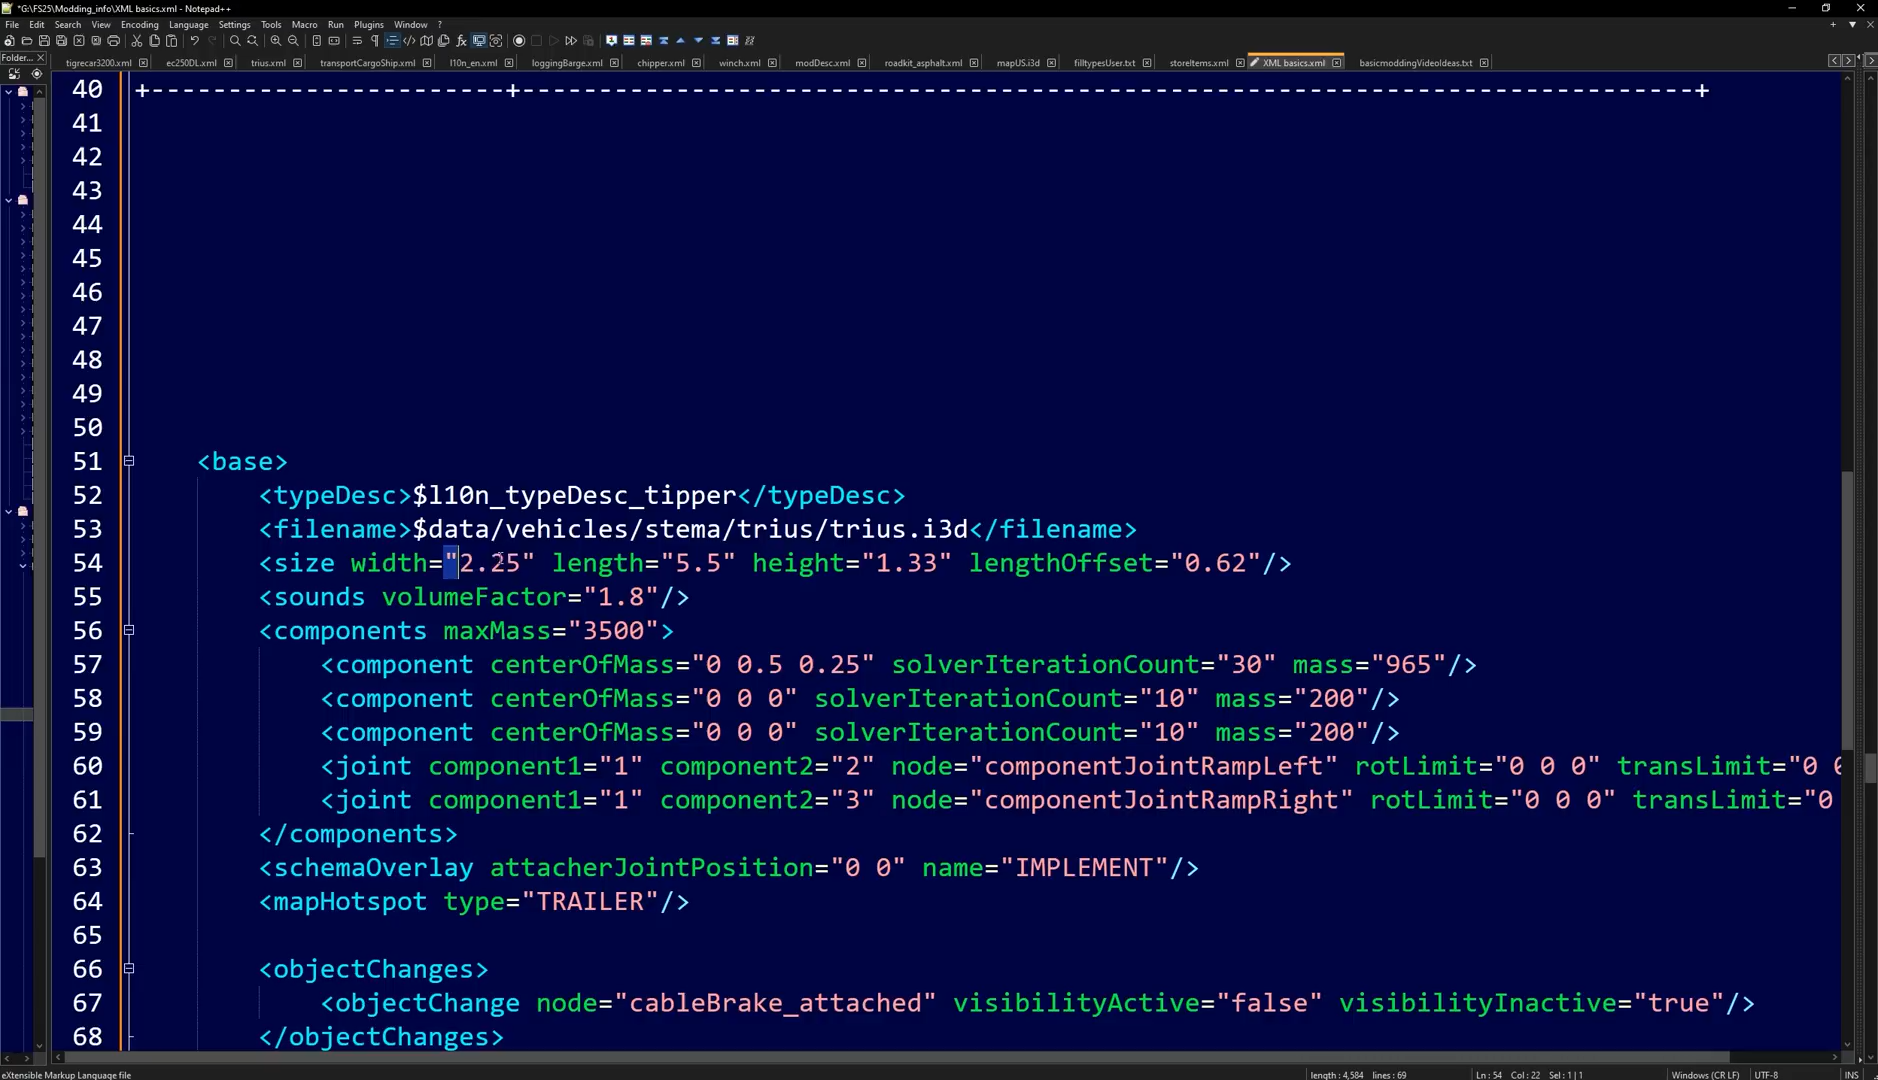 *G:\FS25\Modding_info\XML basics.xml - Notepad++
File Edit Search View Encoding Language Settings Tools Macro Run Plugins Window ?
Folder...
tigrecar3200.xml ec250DL.xml trius.xml transportCargoShip.xml l10n_en.xml loggingBarge.xml chipper.xml winch.xml modDesc.xml roadkit_asphalt.xml mapUS.i3d filltypesUser.txt storeItems.xml XML basics.xml basicmoddingVideoIdeas.txt
40 +------------------------+-----------------------------------------------------------------------------+
41
42
43
44
45
46
47
48
49
50
51 <base>
52 <typeDesc>$l10n_typeDesc_tipper</typeDesc>
53 <filename>$data/vehicles/stema/trius/trius.i3d</filename>
54 <size width="2.25" length="5.5" height="1.33" lengthOffset="0.62"/>
55 <sounds volumeFactor="1.8"/>
56 <components maxMass="3500">
57 <component centerOfMass="0 0.5 0.25" solverIterationCount="30" mass="965"/>
58 <component centerOfMass="0 0 0" solverIterationCount="10" mass="200"/>
59 <component centerOfMass="0 0 0" solverIterationCount="10" mass="200"/>
60 <joint component1="1" component2="2" node="componentJointRampLeft" rotLimit="0 0 0" transLimit="0 0
61 <joint component1="1" component2="3" node="componentJointRampRight" rotLimit="0 0 0" transLimit="0
62 </components>
63 <schemaOverlay attacherJointPosition="0 0" name="IMPLEMENT"/>
64 <mapHotspot type="TRAILER"/>
65
66 <objectChanges>
67 <objectChange node="cableBrake_attached" visibilityActive="false" visibilityInactive="true"/>
68 </objectChanges>
eXtensible Markup Language file length : 4,584 lines : 69 Ln : 54 Col : 22 Sel : 1 | 1 Windows (CR LF) UTF-8 INS